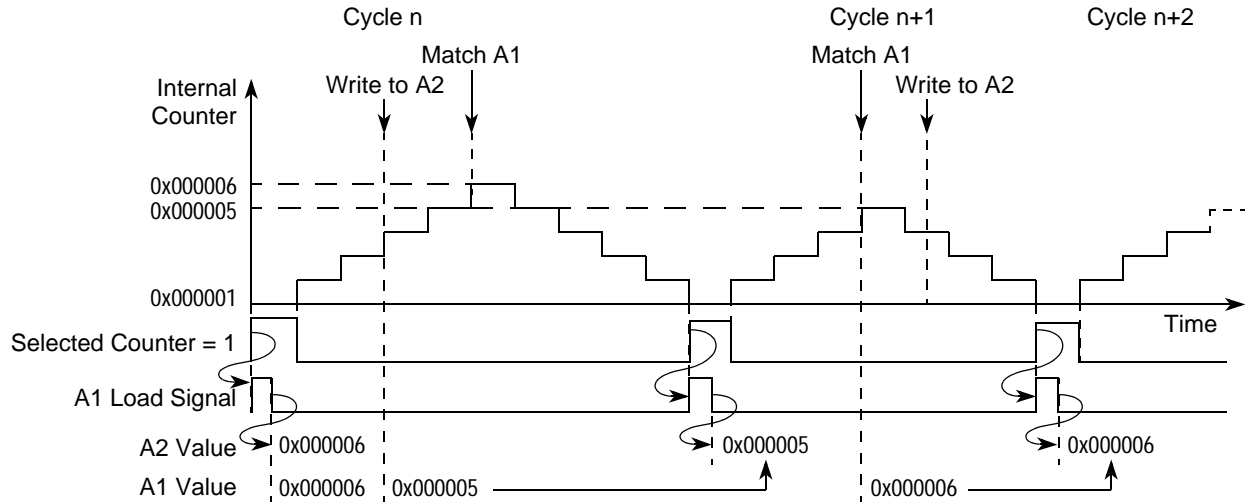 Cycle n Cycle n+1 Cycle n+2
Match A1 Match A1
Internal Counter
Write to A2 Write to A2
0x000006
0x000005
0x000001
Time
Selected Counter = 1
A1 Load Signal
A2 Value 0x000006 0x000005 0x000006
A1 Value 0x000006 0x000005 0x000006